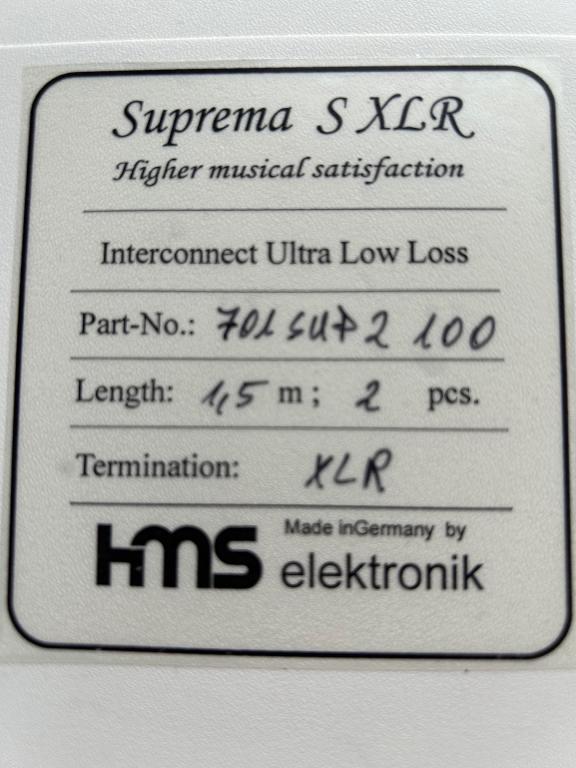 Suprema S XLR
Higher musical satisfaction
Interconnect Ultra Low Loss
Part-No.: 701 SUP2 100
Length: 1,5 m ; 2 pcs.
Termination: XLR
hms Made inGermany by
elektronik